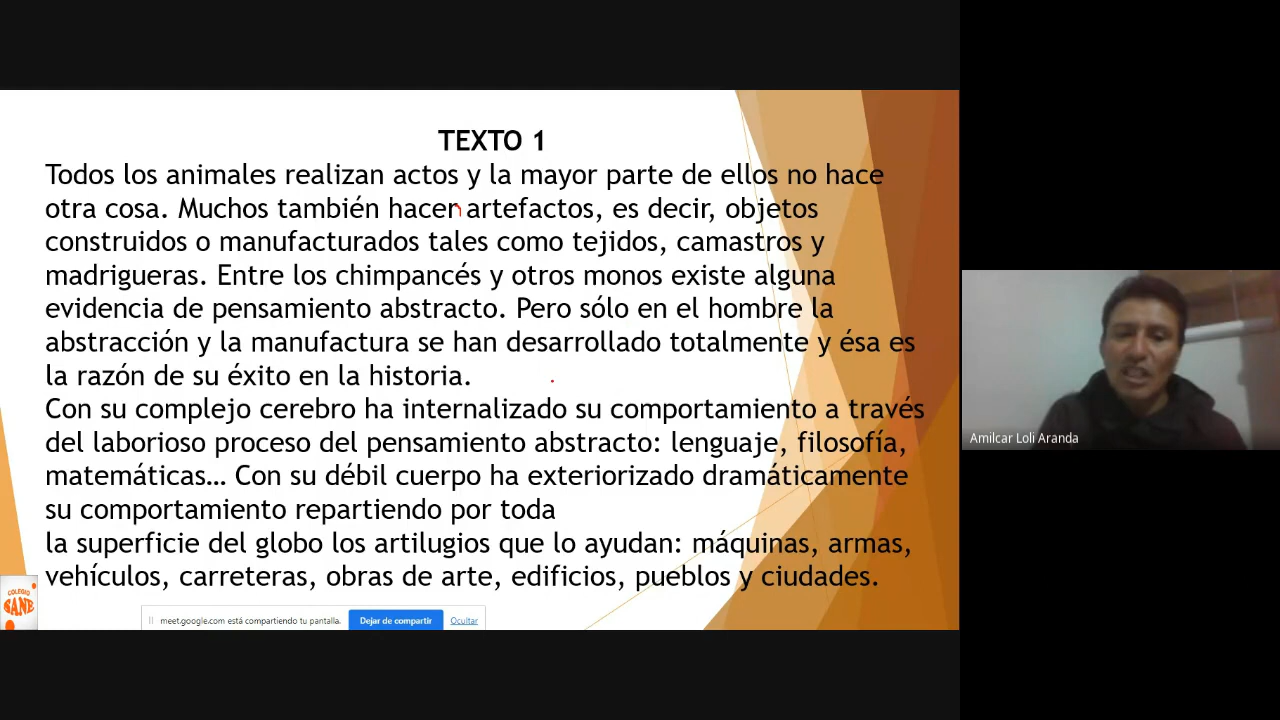 TEXTO 1
Todos los animales realizan actos y la mayor parte de ellos no hace
otra cosa. Muchos también hacen artefactos, es decir, objetos
construidos o manufacturados tales como tejidos, camastros y
madrigueras. Entre los chimpancés y otros monos existe alguna
evidencia de pensamiento abstracto. Pero sólo en el hombre la
abstracción y la manufactura se han desarrollado totalmente y ésa es
la razón de su éxito en la historia.
Con su complejo cerebro ha internalizado su comportamiento a través
del laborioso proceso del pensamiento abstracto: lenguaje, filosofía,
matemáticas… Con su débil cuerpo ha exteriorizado dramáticamente
su comportamiento repartiendo por toda
la superficie del globo los artilugios que lo ayudan: máquinas, armas,
vehículos, carreteras, obras de arte, edificios, pueblos y ciudades.
COLEGIO
meet.google.com está compartiendo tu pantalla. Dejar de compartir Ocultar
Amilcar Loli Aranda